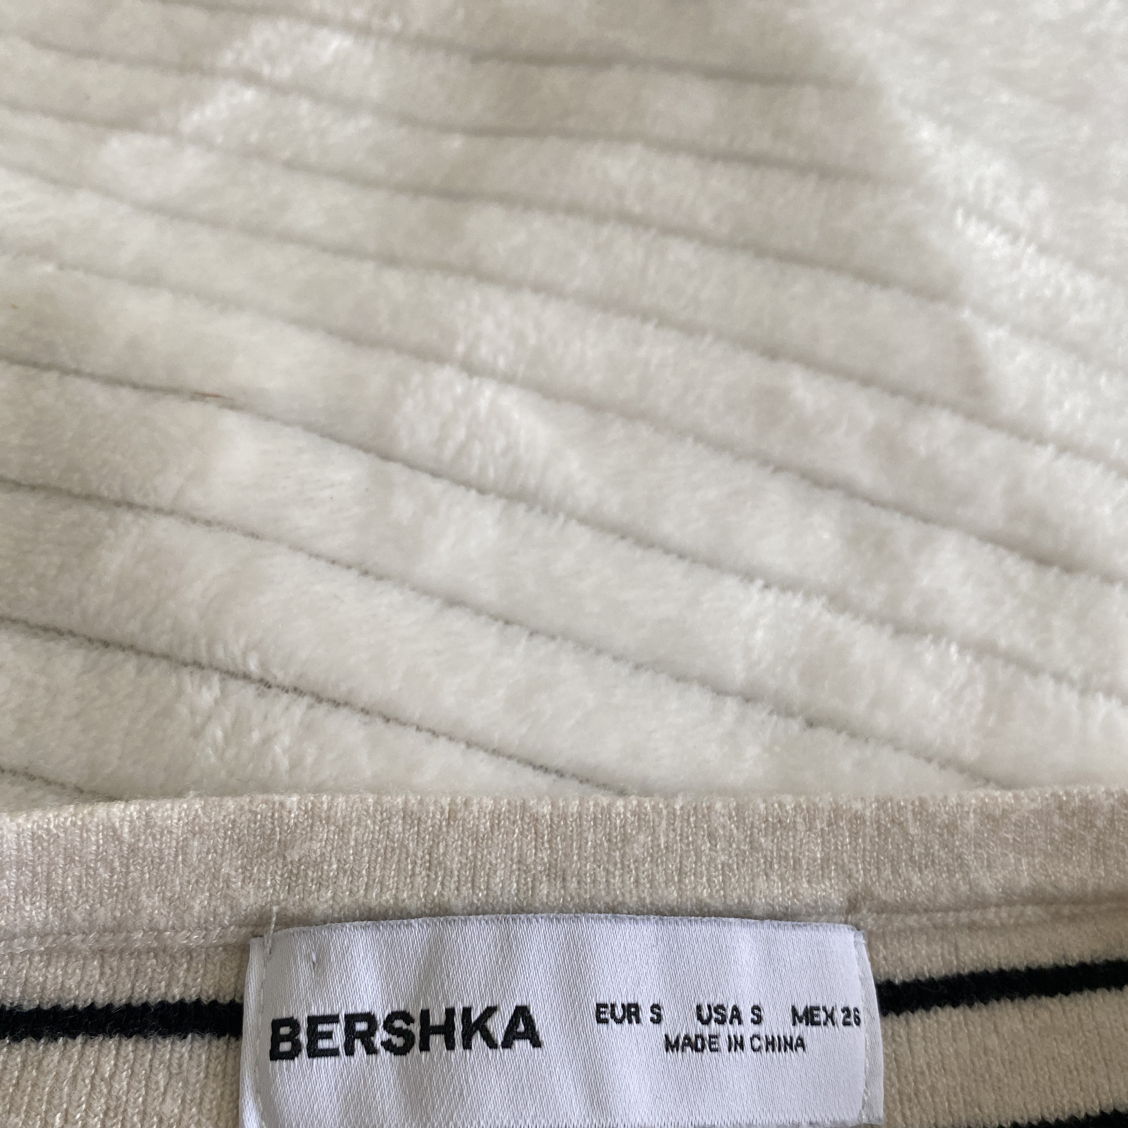 BERSHKA
EUR S USA S MEX 26
MADE IN CHINA